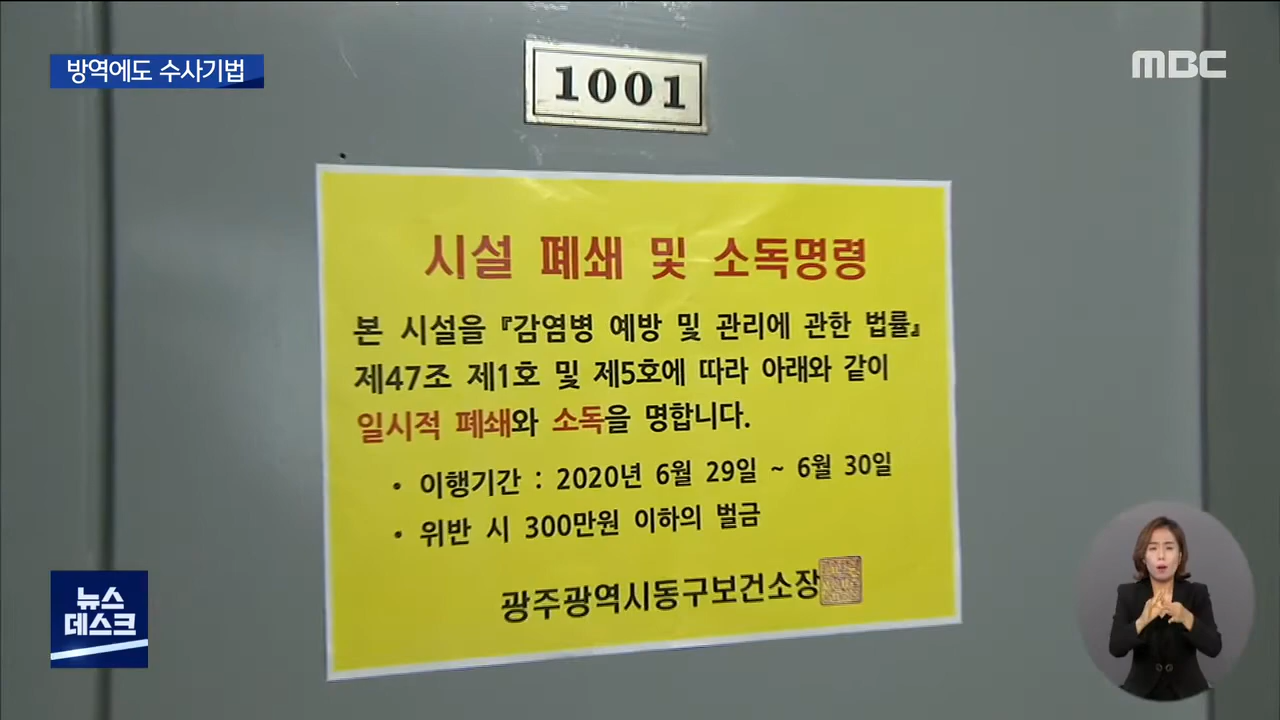 방역에도 수사기법
MBC
1001
시설 폐쇄 및 소독명령
본 시설을 『감염병 예방 및 관리에 관한 법률』
제47조 제1호 및 제5호에 따라 아래와 같이
일시적 폐쇄와 소독을 명합니다.
• 이행기간 : 2020년 6월 29일 ~ 6월 30일
• 위반 시 300만원 이하의 벌금
광주광역시동구보건소장
뉴스
데스크